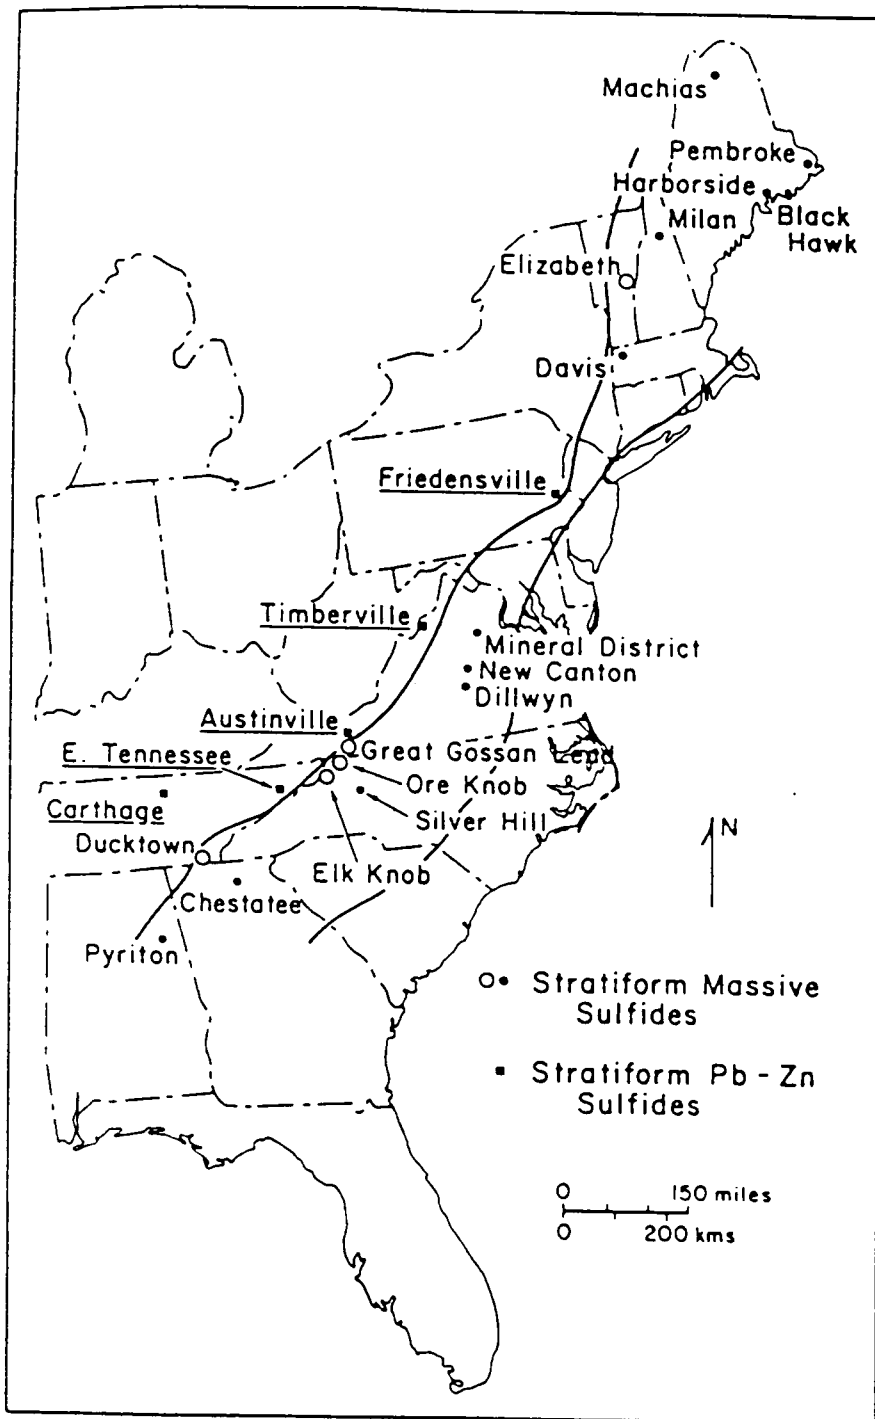 Machias
Pembroke
Harborside
Black
Hawk
Milan
Elizabeth
Davis
Friedensville
Timberville
Mineral District
New Canton
Dillwyn
Austinville
Great Gossan Lead
E. Tennessee
Ore Knob
Carthage
Silver Hill
Ducktown
Elk Knob
Chestatee
Pyriton
N
Stratiform Massive
Sulfides
Stratiform Pb-Zn
Sulfides
0 150 miles
0 200 kms